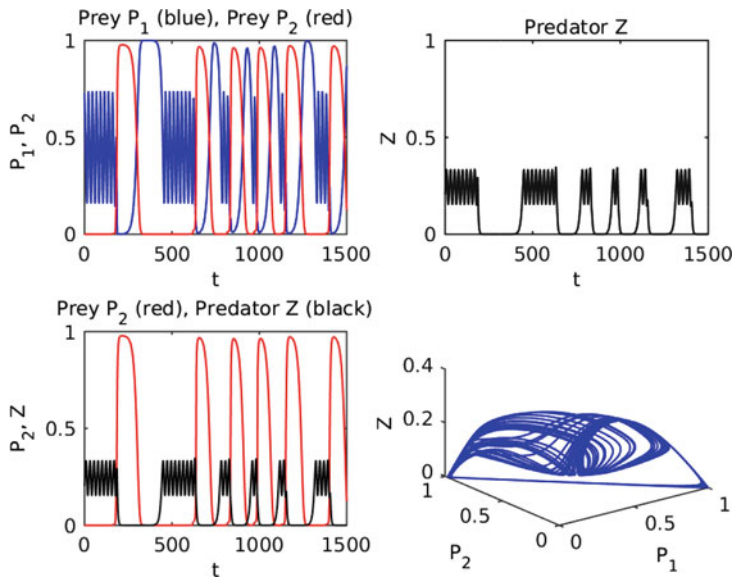 Prey P₁ (blue), Prey P₂ (red)
1
0.5
0
P₁, P₂
0 500 1000 1500
t
Predator Z
1
0.5
0
Z
0 500 1000 1500
t
Prey P₂ (red), Predator Z (black)
1
0.5
0
P₂, Z
0 500 1000 1500
t
0.4
0.2
0
Z
1
0.5
0
P₂
0
0.5
1
P₁